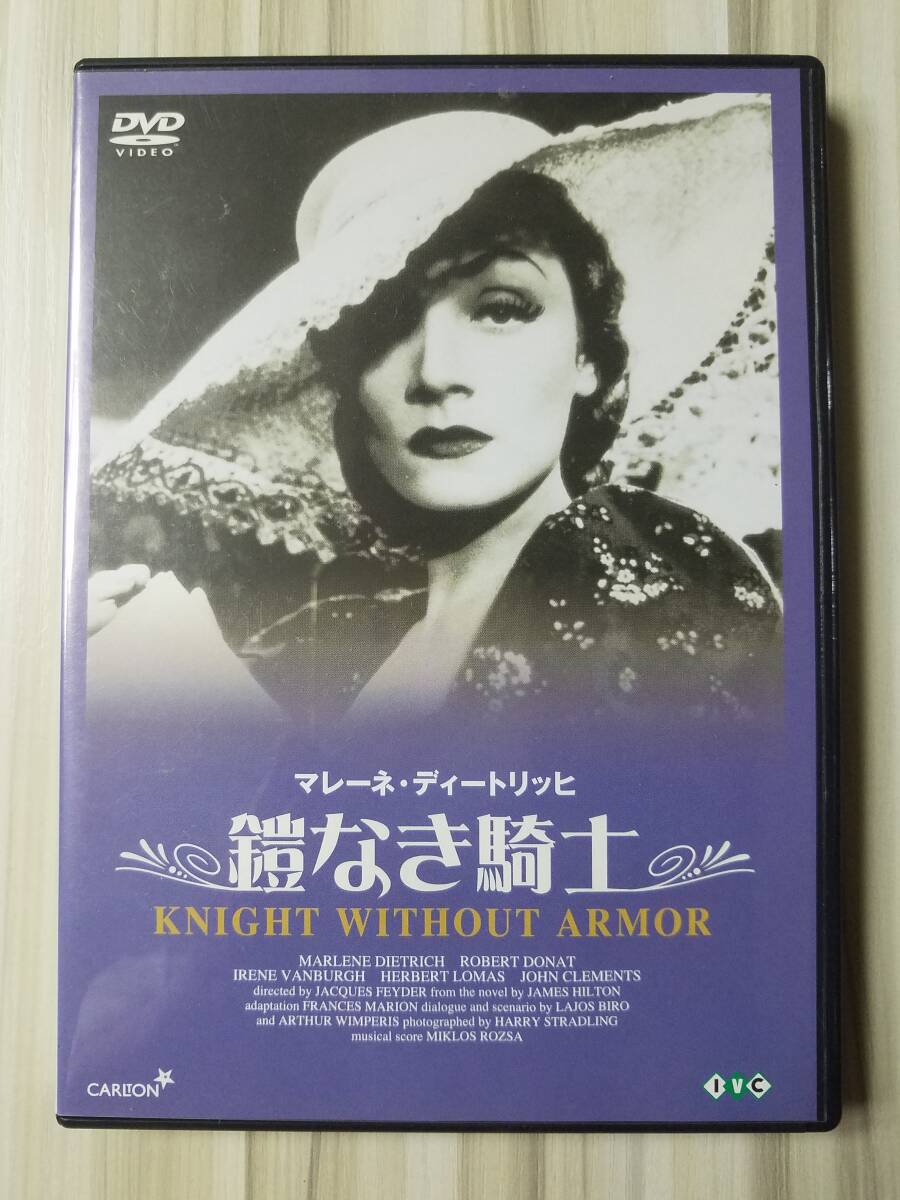 DVD
VIDEO
マレーネ・ディートリッヒ
鎧なき騎士
KNIGHT WITHOUT ARMOR
MARLENE DIETRICH ROBERT DONAT
IRENE VANBURGH HERBERT LOMAS JOHN CLEMENTS
directed by JACQUES FEYDER from the novel by JAMES HILTON
adaptation FRANCES MARION dialogue and scenario by LAJOS BIRO
and ARTHUR WIMPERIS photographed by HARRY STRADLING
musical score MIKLOS ROZSA
CARLTON
IVC